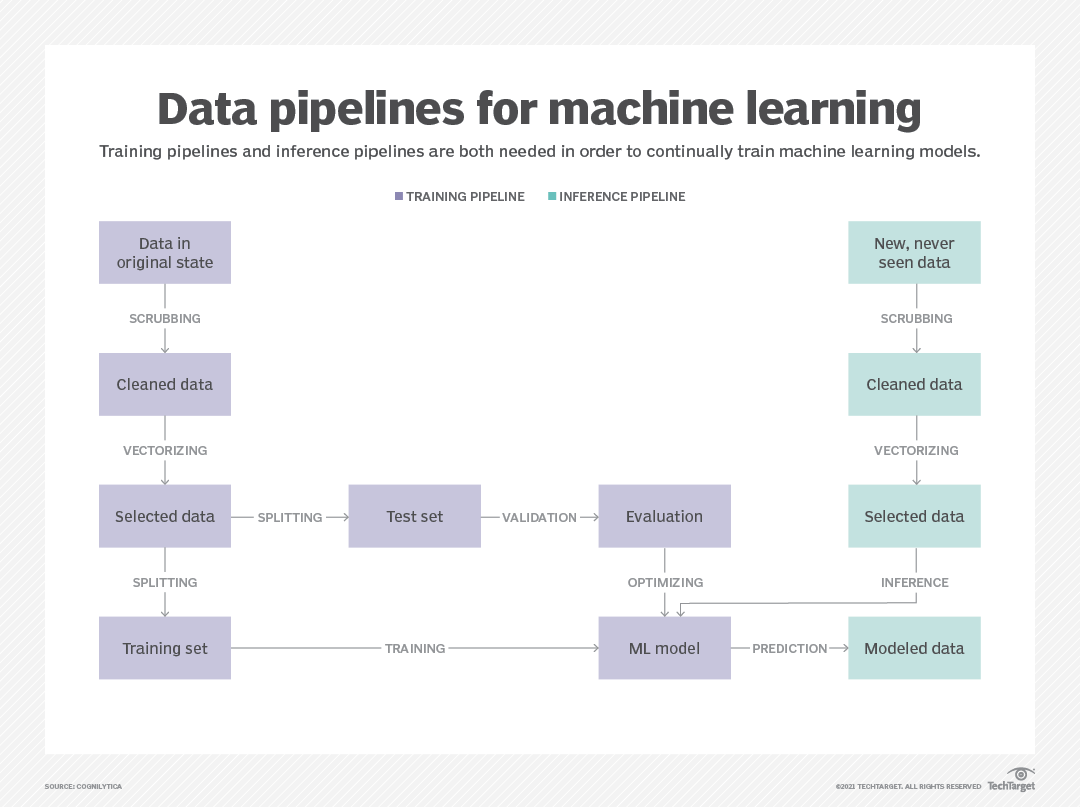 Data pipelines for machine learning
Training pipelines and inference pipelines are both needed in order to continually train machine learning models.
TRAINING PIPELINE
INFERENCE PIPELINE
Data in
original state
New, never
seen data
SCRUBBING
SCRUBBING
Cleaned data
Cleaned data
VECTORIZING
VECTORIZING
Selected data
SPLITTING
Test set
VALIDATION
Evaluation
Selected data
SPLITTING
OPTIMIZING
INFERENCE
Training set
TRAINING
ML model
PREDICTION
Modeled data
SOURCE: COGNILYTICA
©2021 TECHTARGET. ALL RIGHTS RESERVED
TechTarget